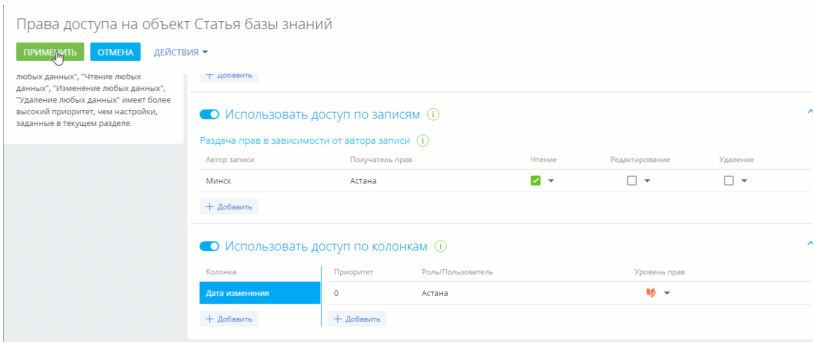 Права доступа на объект Статья базы знаний
ПРИМЕНИТЬ ОТМЕНА ДЕЙСТВИЯ
любых данных", "Чтение любых
данных", "Изменение любых данных",
"Удаление любых данных" имеет более
высокий приоритет, чем настройки,
заданные в текущем разделе.
+ Добавить
Использовать доступ по записям
Раздача прав в зависимости от автора записи
Автор записи Получатель прав Чтение Редактирование Удаление
Минск Астана
+ Добавить
Использовать доступ по колонкам
Колонка Приоритет Роль/Пользователь Уровень прав
Дата изменения 0 Астана
+ Добавить + Добавить